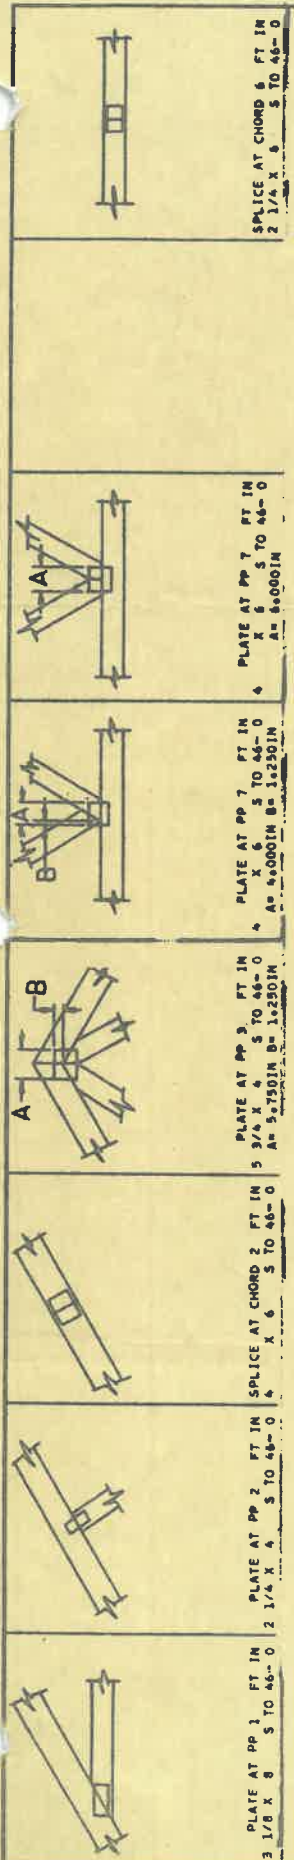 PLATE AT PP 1 FT IN
3 1/8 X 8 S TO 46- 0
PLATE AT PP 2 FT IN
2 1/4 X 4 S TO 46- 0
SPLICE AT CHORD 2 FT IN
4 X 6 S TO 46- 0
A
B
PLATE AT PP 3 FT IN
5 3/4 X 4 S TO 46- 0
A= 5.750IN B= 1.250IN
A
B
PLATE AT PP 7 FT IN
4 X 6 S TO 46- 0
A= 4.000IN B= 1.250IN
A
PLATE AT PP 7 FT IN
4 X 6 S TO 46- 0
A= 6.000IN
SPLICE AT CHORD 6 FT IN
2 1/4 X 6 S TO 46- 0